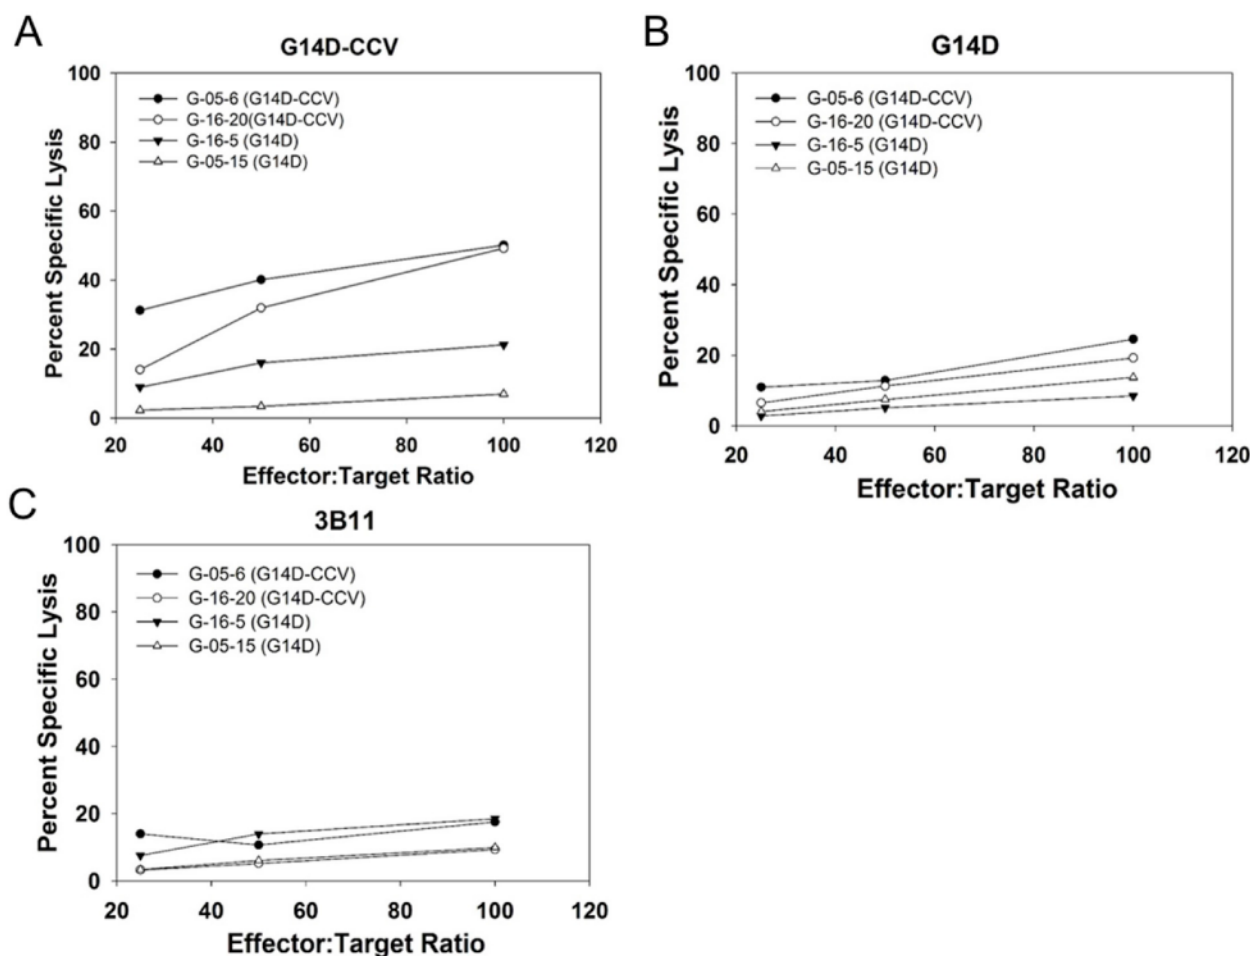 A
G14D-CCV
Percent Specific Lysis
100
80
60
40
20
0
G-05-6 (G14D-CCV)
G-16-20(G14D-CCV)
G-16-5 (G14D)
G-05-15 (G14D)
20 40 60 80 100 120
Effector:Target Ratio
B
G14D
Percent Specific Lysis
100
80
60
40
20
0
G-05-6 (G14D-CCV)
G-16-20 (G14D-CCV)
G-16-5 (G14D)
G-05-15 (G14D)
20 40 60 80 100 120
Effector:Target Ratio
C
3B11
Percent Specific Lysis
100
80
60
40
20
0
G-05-6 (G14D-CCV)
G-16-20 (G14D-CCV)
G-16-5 (G14D)
G-05-15 (G14D)
20 40 60 80 100 120
Effector:Target Ratio